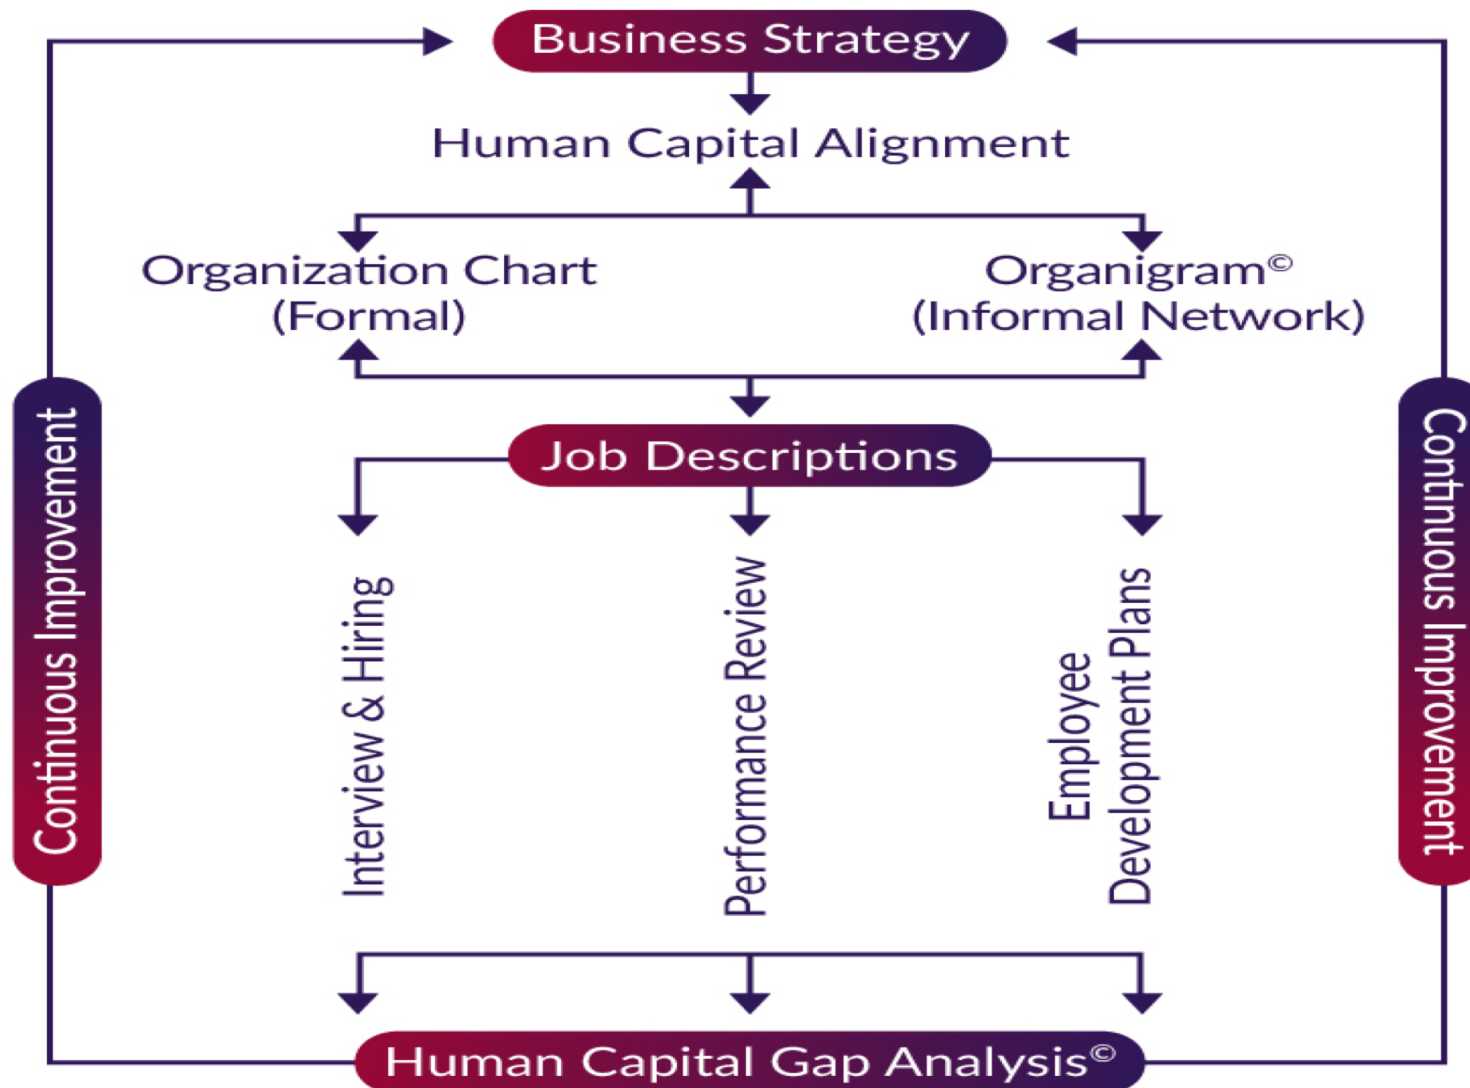 Business Strategy
Human Capital Alignment
Organization Chart
(Formal)
Organigram©
(Informal Network)
Job Descriptions
Continuous Improvement
Interview & Hiring
Performance Review
Employee
Development Plans
Continuous Improvement
Human Capital Gap Analysis©